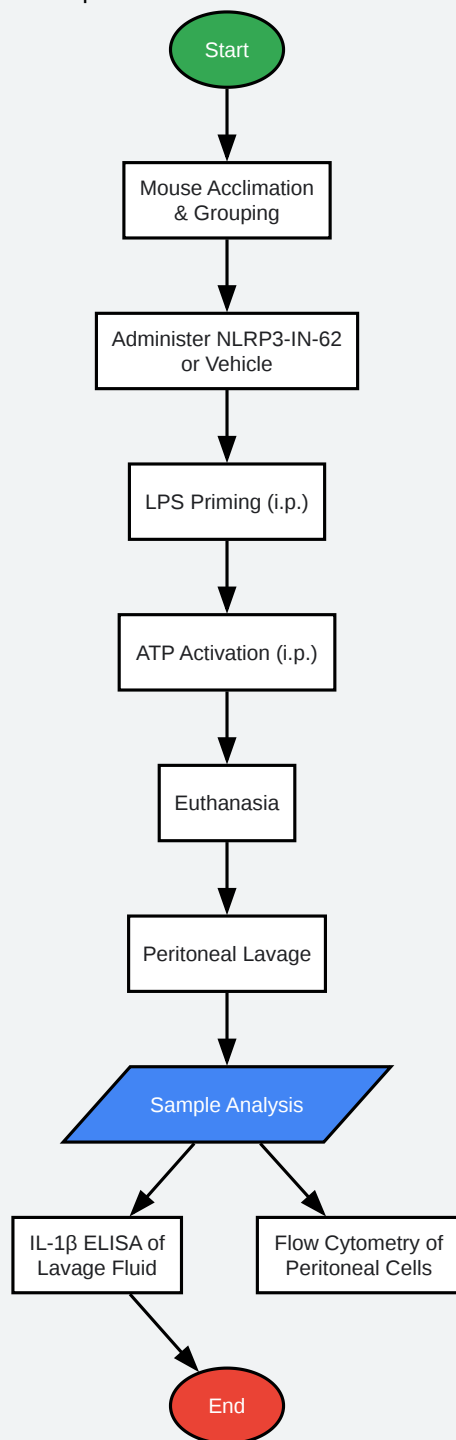 Start
Mouse Acclimation
& Grouping
Administer NLRP3-IN-62
or Vehicle
LPS Priming (i.p.)
ATP Activation (i.p.)
Euthanasia
Peritoneal Lavage
Sample Analysis
IL-1β ELISA of
Lavage Fluid
Flow Cytometry of
Peritoneal Cells
End